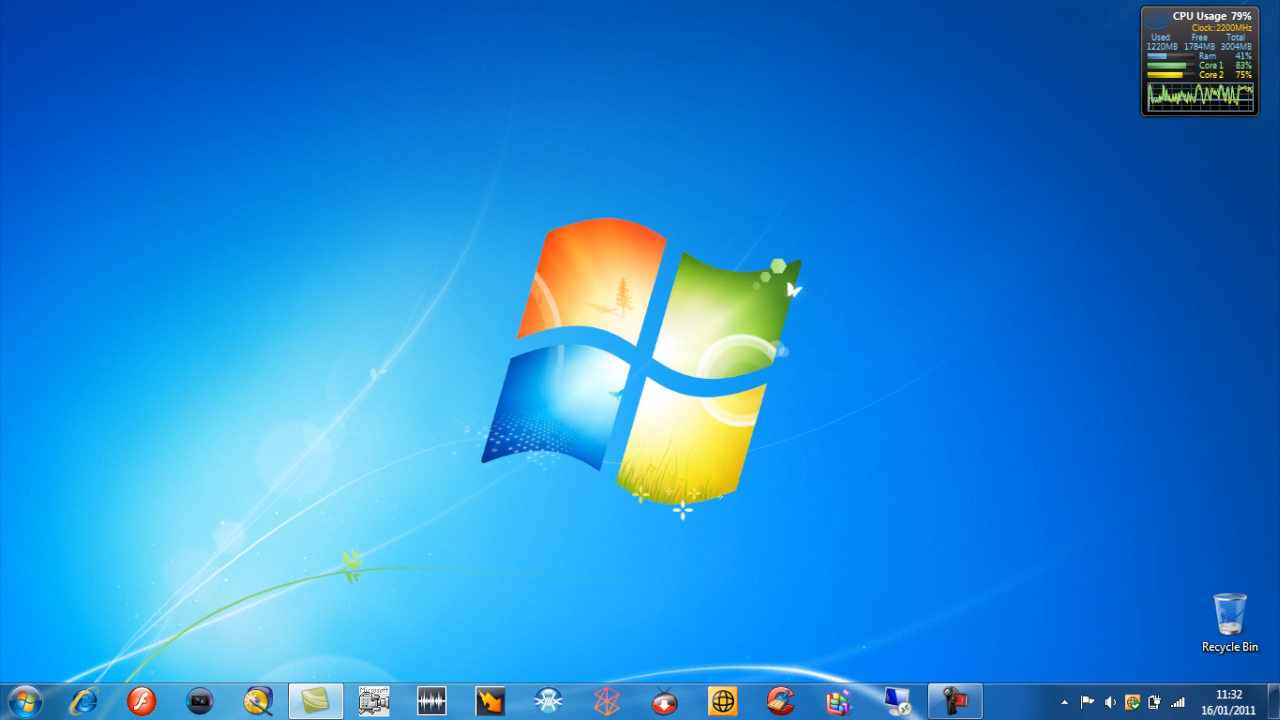 CPU Usage 79%
Clock: 2200MHz
Used Free Total
1220MB 1784MB 3004MB
Ram 41%
Core 1 83%
Core 2 75%
Recycle Bin
Microsoft
11:32
16/01/2011